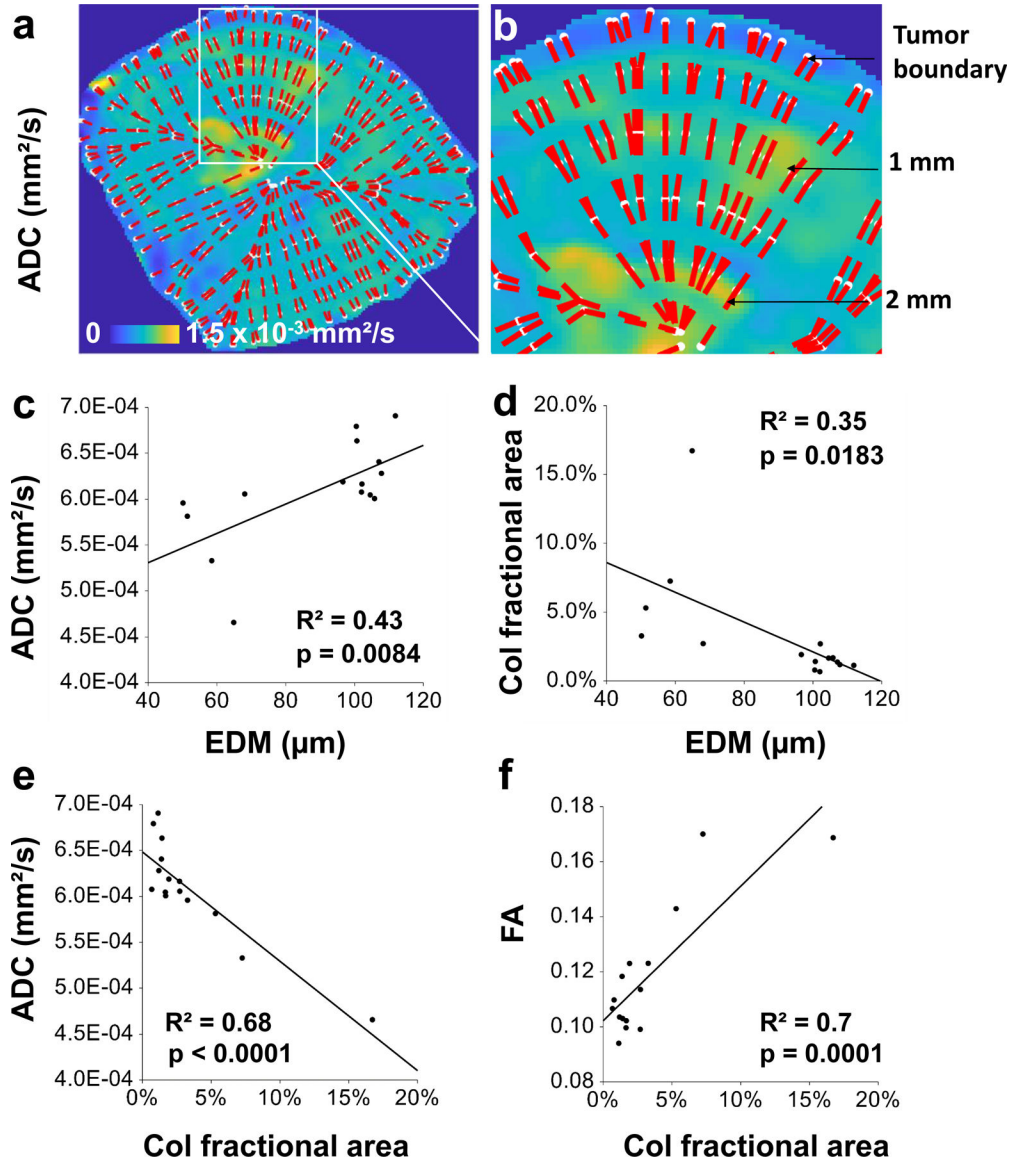 a
b
Tumor
boundary
1 mm
2 mm
ADC (mm²/s)
0
1.5 x 10⁻³ mm²/s
c
7.0E-04
6.5E-04
6.0E-04
5.5E-04
5.0E-04
4.5E-04
4.0E-04
ADC (mm²/s)
R² = 0.43
p = 0.0084
40 60 80 100 120
EDM (µm)
d
20.0%
15.0%
10.0%
5.0%
0.0%
Col fractional area
R² = 0.35
p = 0.0183
40 60 80 100 120
EDM (µm)
e
7.0E-04
6.5E-04
6.0E-04
5.5E-04
5.0E-04
4.5E-04
4.0E-04
ADC (mm²/s)
R² = 0.68
p < 0.0001
0% 5% 10% 15% 20%
Col fractional area
f
0.18
0.16
0.14
0.12
0.10
0.08
FA
R² = 0.7
p = 0.0001
0% 5% 10% 15% 20%
Col fractional area